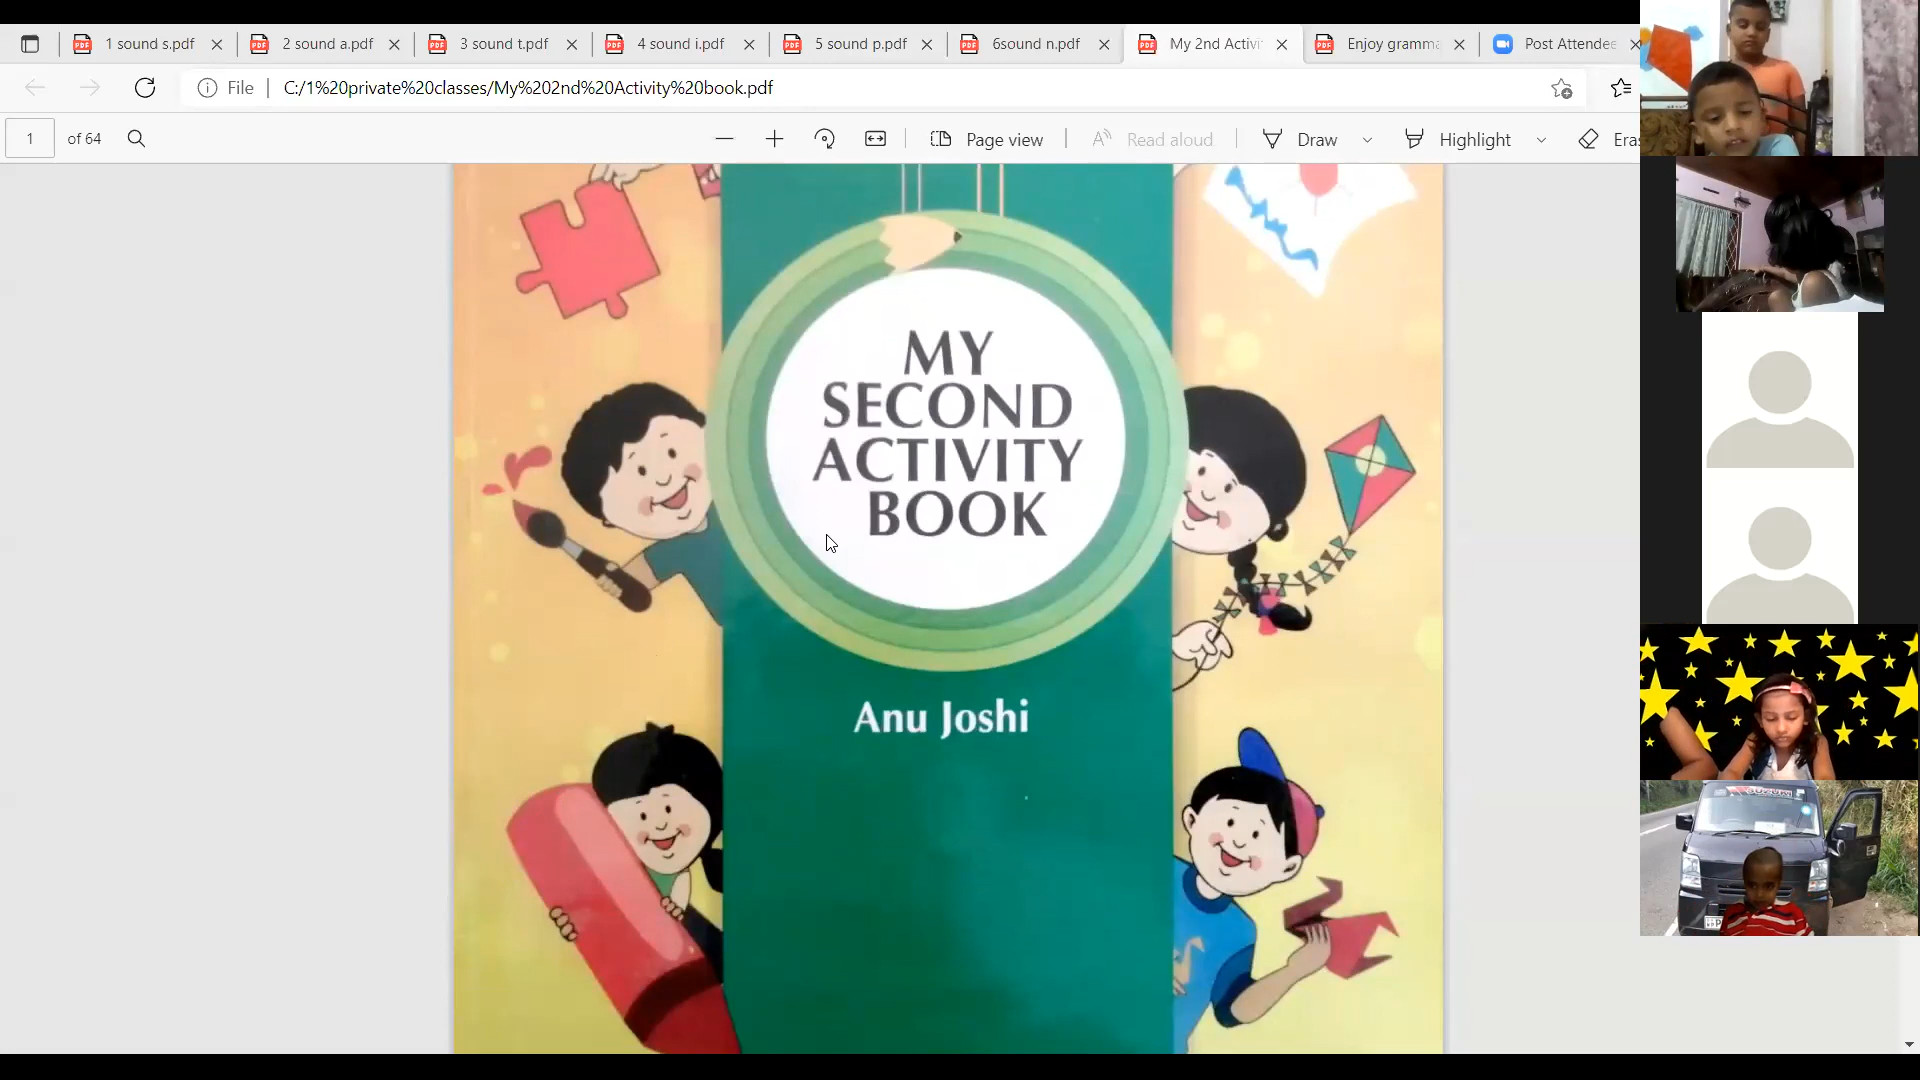 1 sound s.pdf
2 sound a.pdf
3 sound t.pdf
4 sound i.pdf
5 sound p.pdf
6sound n.pdf
My 2nd Activi
Enjoy gramma
Post Attendee
File
C:/1%20private%20classes/My%202nd%20Activity%20book.pdf
1 of 64
Page view
Read aloud
Draw
Highlight
Eras
MY
SECOND
ACTIVITY
BOOK
Anu Joshi
SUZUKI